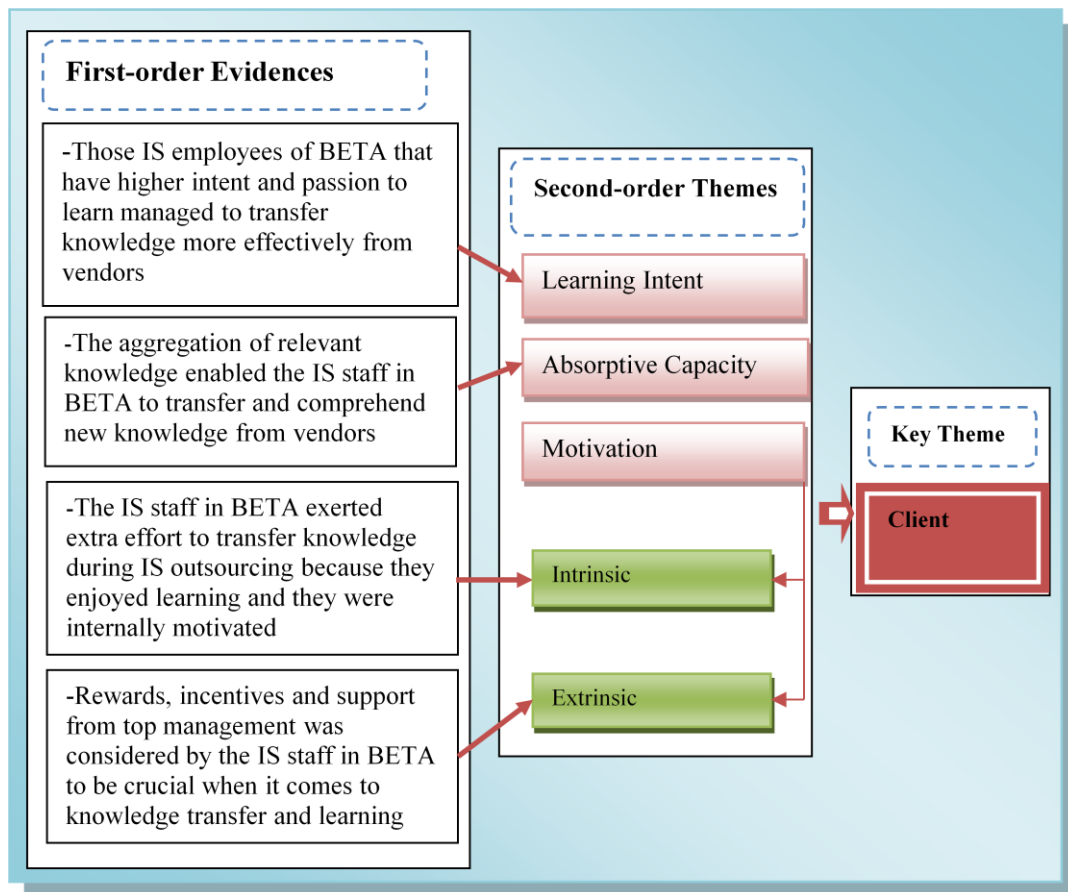 First-order Evidences
-Those IS employees of BETA that
have higher intent and passion to
learn managed to transfer
knowledge more effectively from
vendors
-The aggregation of relevant
knowledge enabled the IS staff in
BETA to transfer and comprehend
new knowledge from vendors
-The IS staff in BETA exerted
extra effort to transfer knowledge
during IS outsourcing because they
enjoyed learning and they were
internally motivated
-Rewards, incentives and support
from top management was
considered by the IS staff in BETA
to be crucial when it comes to
knowledge transfer and learning
Second-order Themes
Learning Intent
Absorptive Capacity
Motivation
Intrinsic
Extrinsic
Key Theme
Client